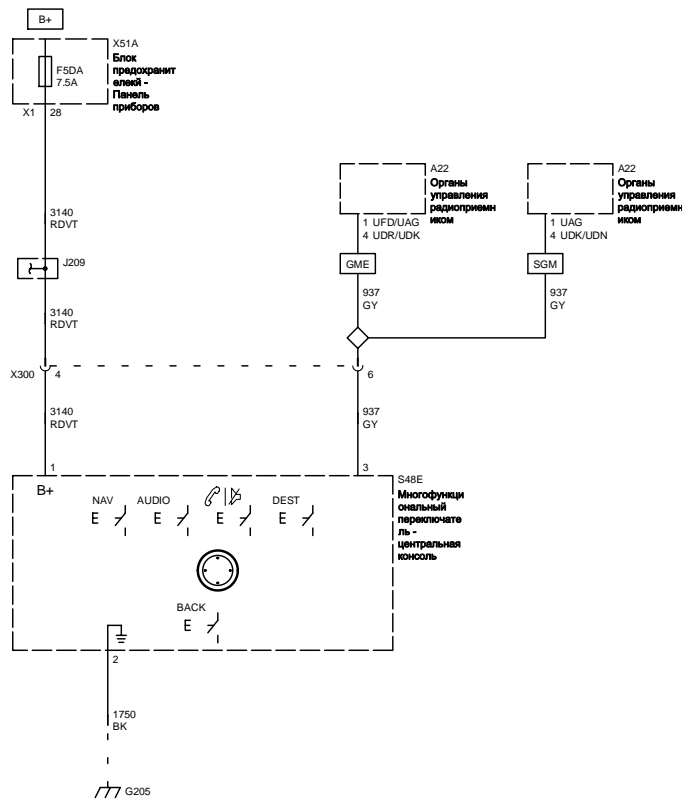 B+
X51A
Блок
предохранит
елекй -
Панель
приборов
F5DA
7.5A
X1
28
A22
Органы
управления
радиоприемн
иком
A22
Органы
управления
радиоприемн
иком
1 UFD/UAG
4 UDR/UDK
1 UAG
4 UDK/UDN
3140
RDVT
J209
GME
SGM
937
GY
937
GY
3140
RDVT
X300
4
6
3140
RDVT
937
GY
1
3
S48E
Многофункци
ональный
переключате
ль -
центральная
консоль
B+
NAV
AUDIO
DEST
E
E
E
E
BACK
E
2
1750
BK
G205